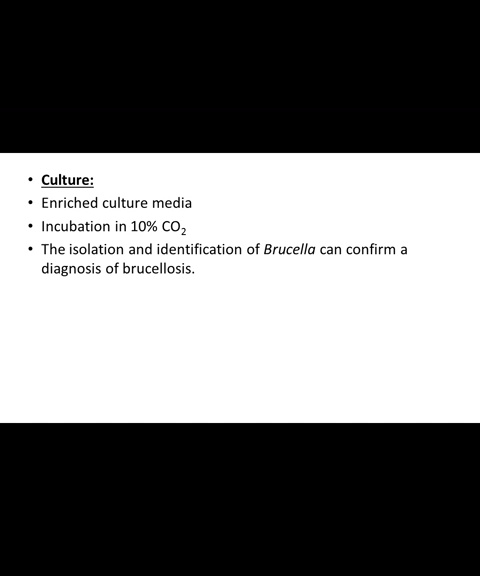 • Culture:
• Enriched culture media
• Incubation in 10% CO₂
• The isolation and identification of Brucella can confirm a
diagnosis of brucellosis.